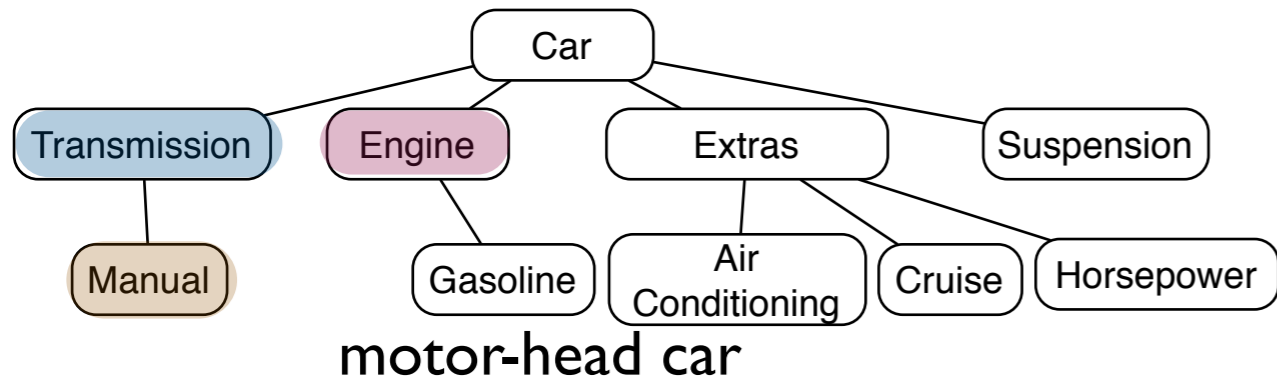 Car
Transmission
Engine
Extras
Suspension
Manual
Gasoline
Air
Conditioning
Cruise
Horsepower
motor-head car